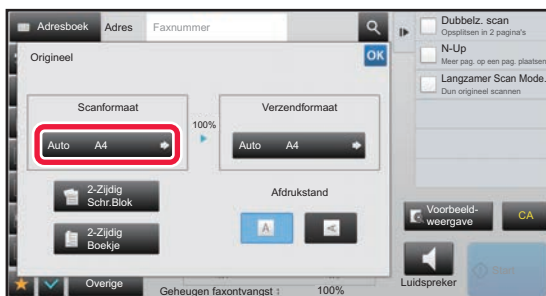 Adresboek
Adres
Faxnummer
Origineel
OK
Scanformaat
100%
Verzendformaat
Auto A4
Auto A4
2-Zijdig
Schr.Blok
2-Zijdig
Boekje
Afdrukstand
A
A
Overige
Geheugen faxontvangst : 100%
Dubbelz. scan
Opsplitsen in 2 pagina's
N-Up
Meer pag. op een pag. plaatsen
Langzamer Scan Mode.
Dun origineel scannen
Voorbeeld-
weergave
CA
Luidspreker
Start